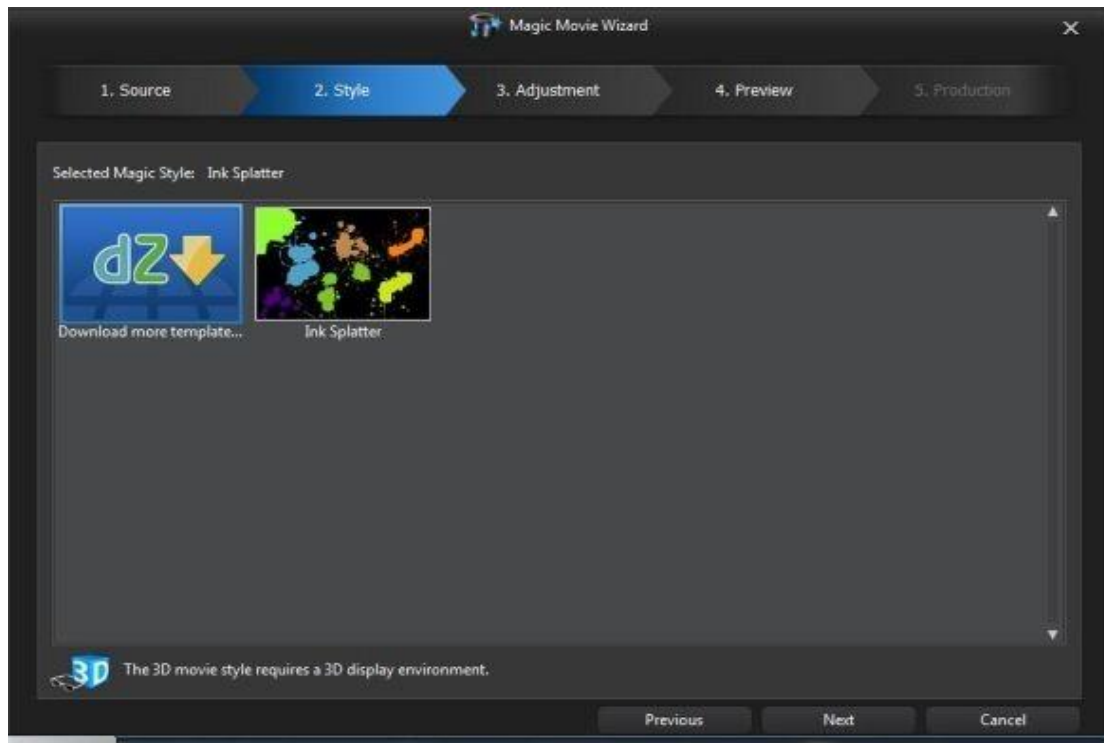 Magic Movie Wizard
1. Source
2. Style
3. Adjustment
4. Preview
5. Production
Selected Magic Style: Ink Splatter
dZ
Download more template...
Ink Splatter
3D
The 3D movie style requires a 3D display environment.
Previous
Next
Cancel